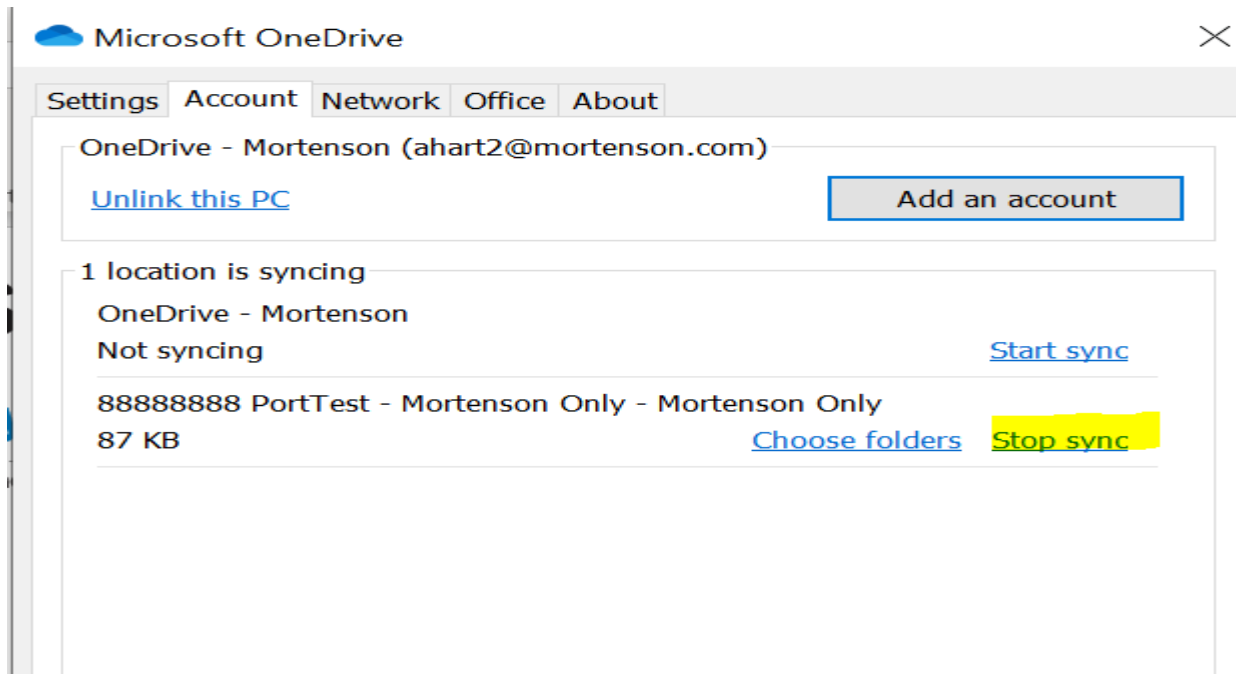 Microsoft OneDrive
Settings Account Network Office About
OneDrive - Mortenson (ahart2@mortenson.com)
Unlink this PC Add an account
1 location is syncing
OneDrive - Mortenson
Not syncing Start sync
88888888 PortTest - Mortenson Only - Mortenson Only
87 KB Choose folders Stop sync